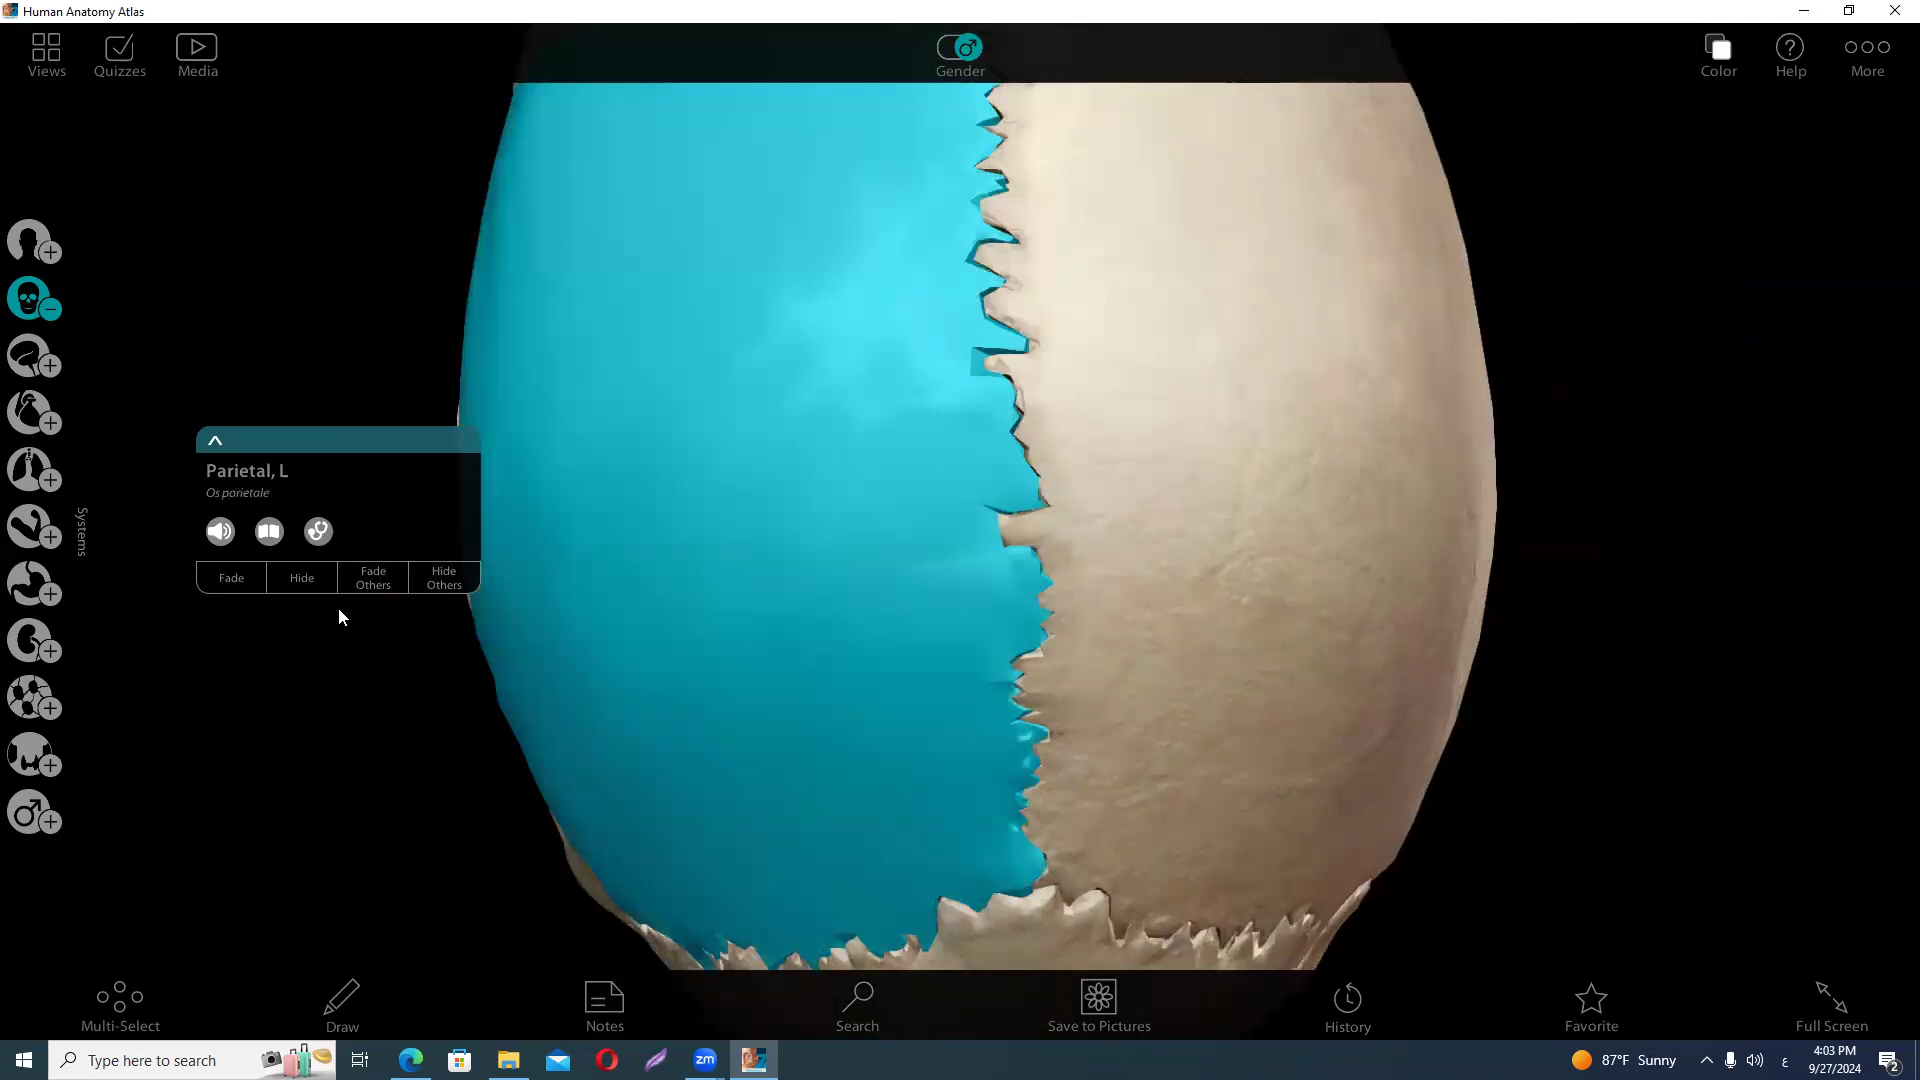 Human Anatomy Atlas
Views
Quizzes
Media
Gender
Color
Help
More
Systems
Parietal, L
Os parietale
Fade
Hide
Fade Others
Hide Others
Multi-Select
Draw
Notes
Search
Save to Pictures
History
Favorite
Full Screen
Type here to search
zm
87°F Sunny
ع
4:03 PM
9/27/2024
2